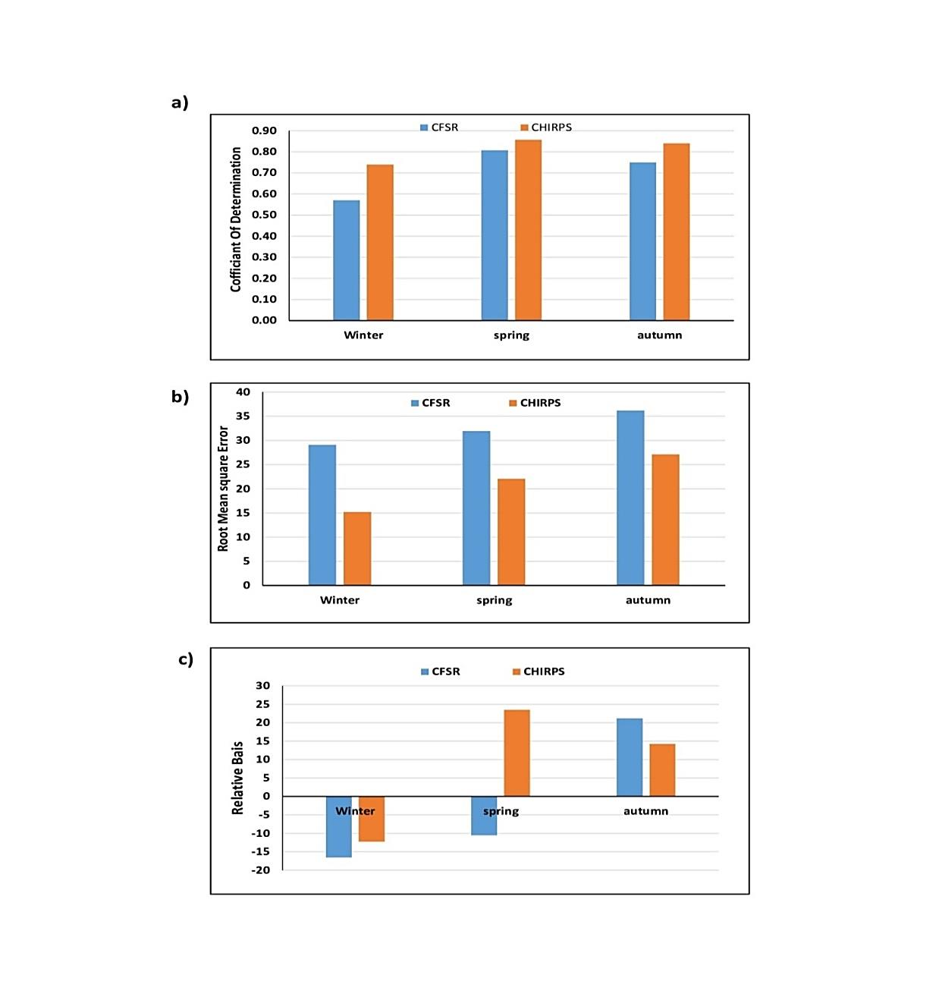 a)
CFSR CHIRPS
Cofficiant Of Determination
0.90
0.80
0.70
0.60
0.50
0.40
0.30
0.20
0.10
0.00
Winter spring autumn
b)
CFSR CHIRPS
Root Mean square Error
40
35
30
25
20
15
10
5
0
Winter spring autumn
c)
CFSR CHIRPS
Relative Bais
30
25
20
15
10
5
0
-5
-10
-15
-20
Winter spring autumn